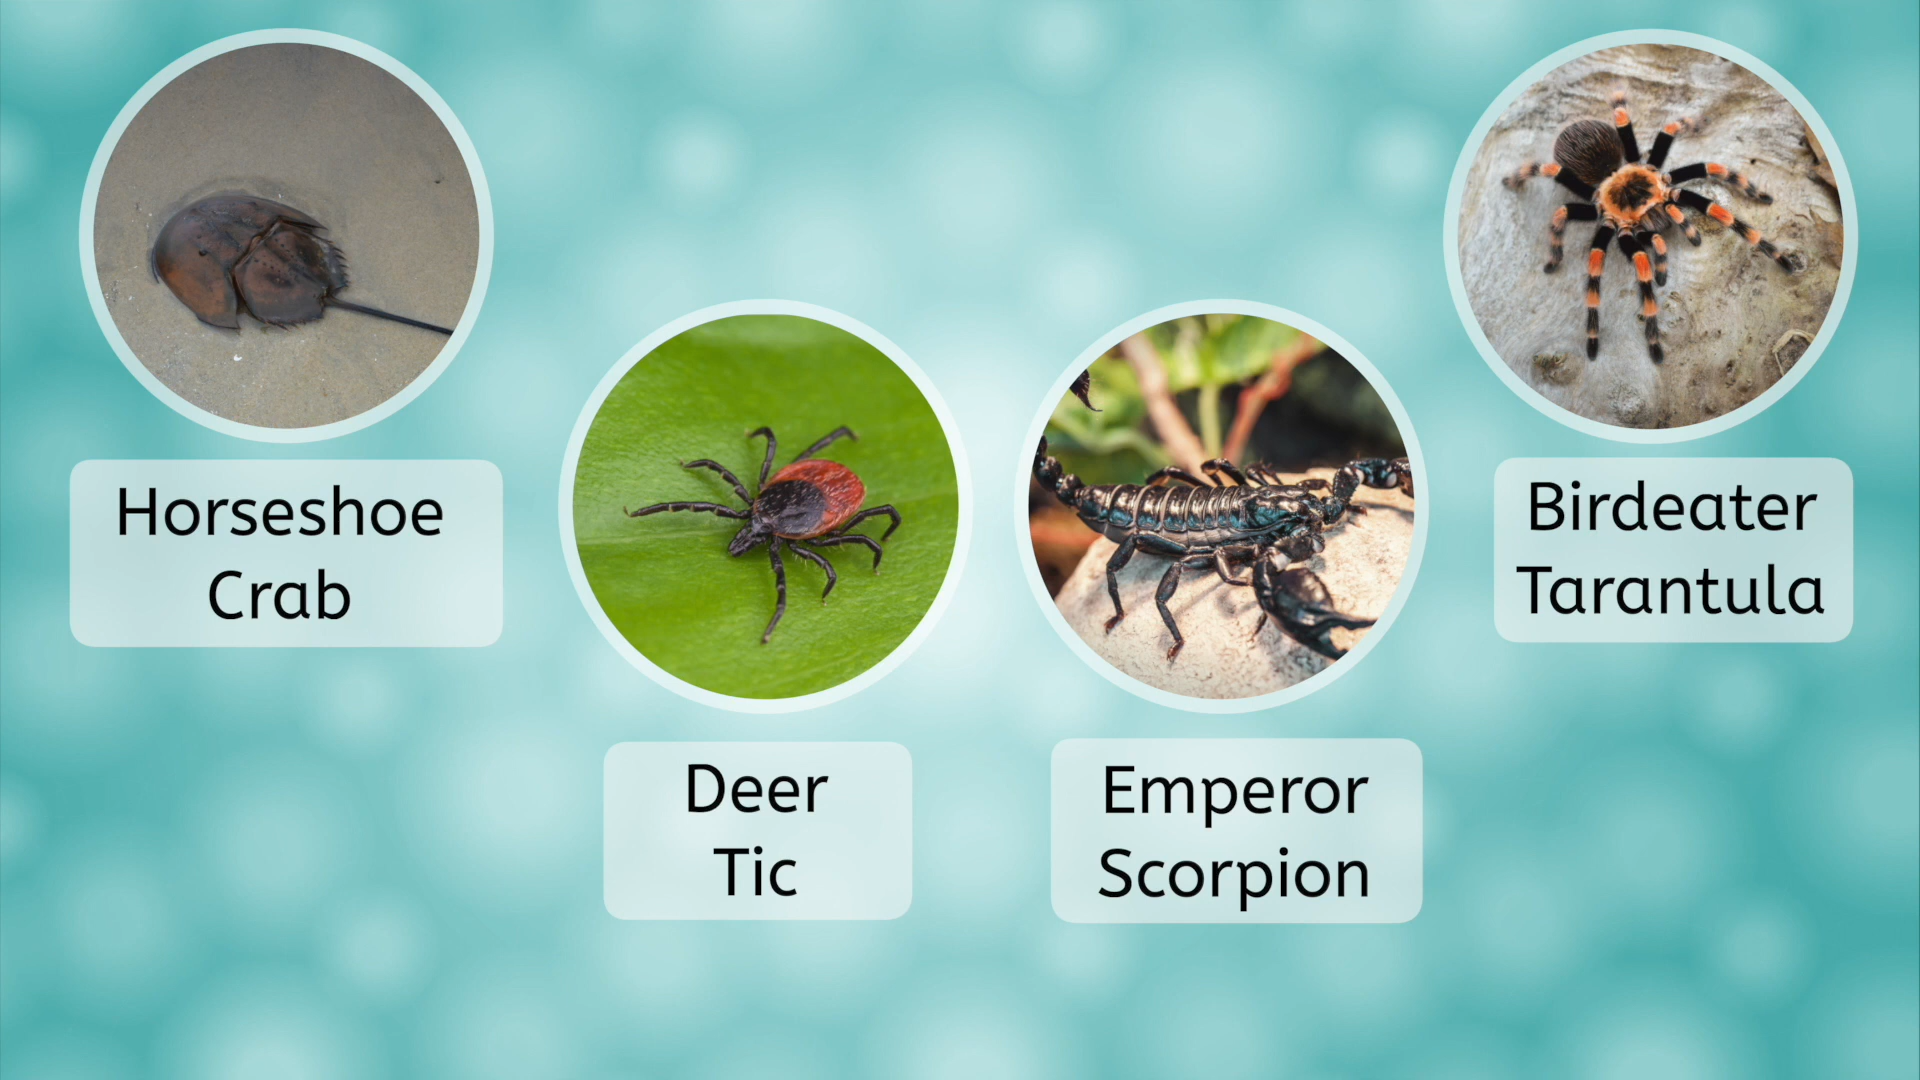 Horseshoe
Crab
Deer
Tic
Emperor
Scorpion
Birdeater
Tarantula